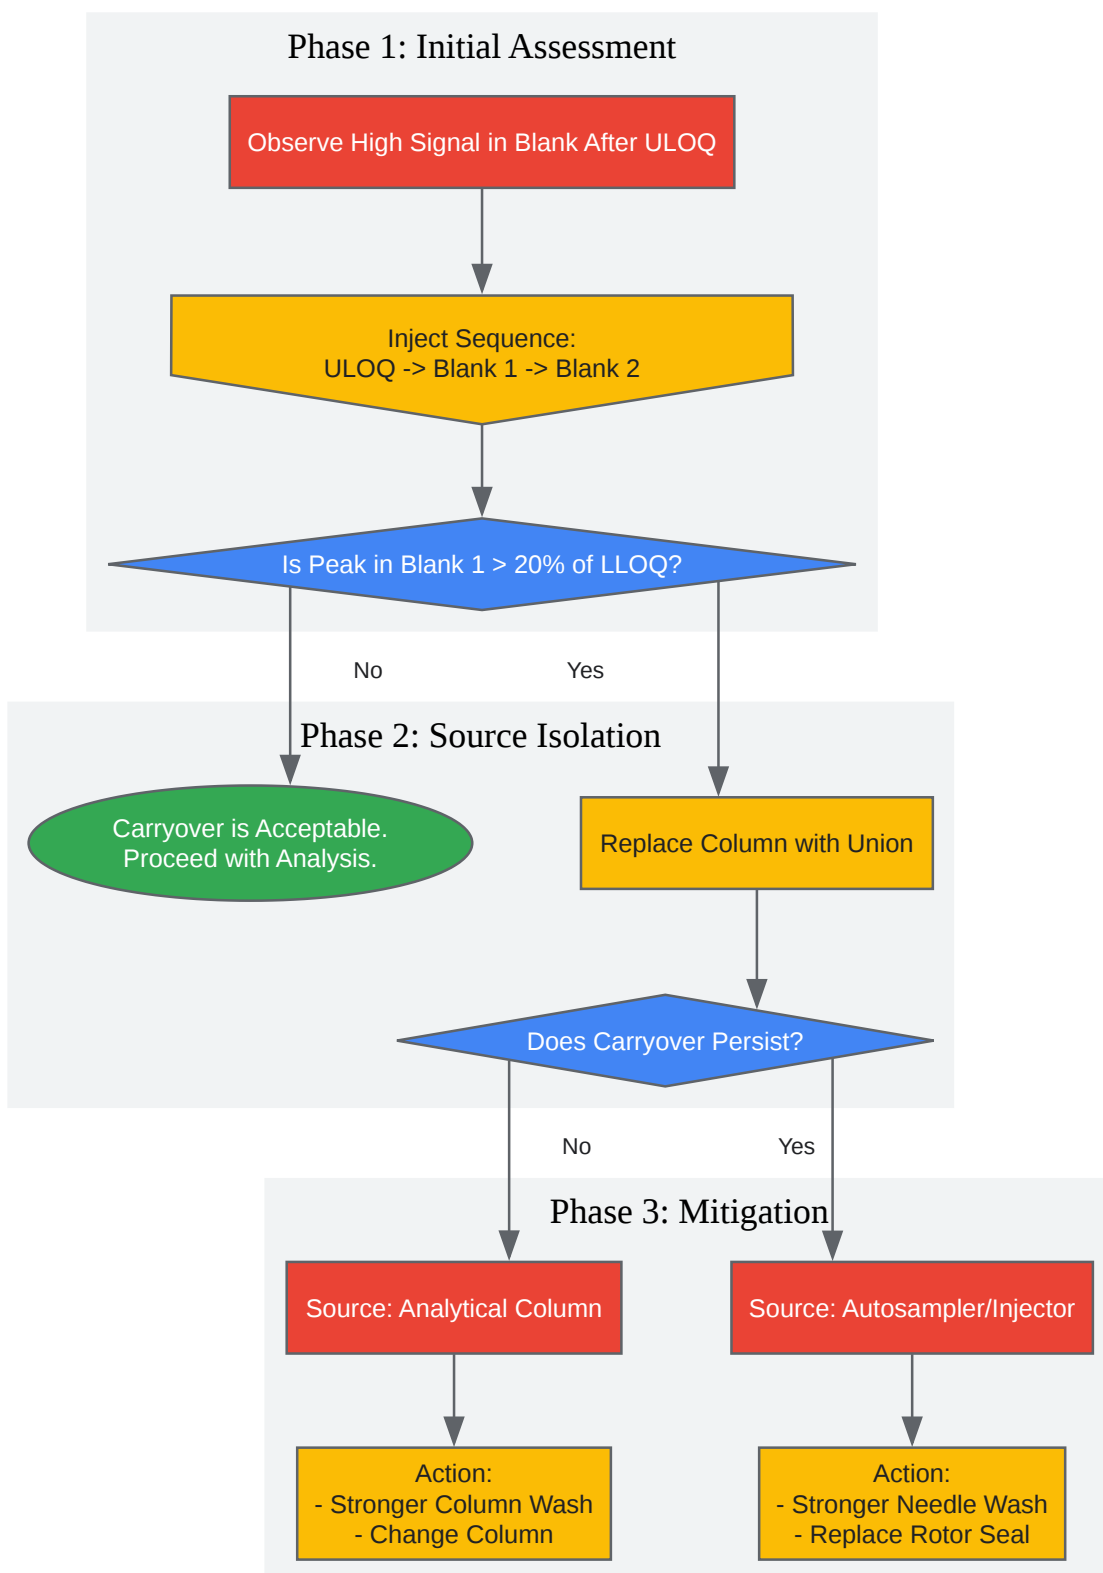 Phase 1: Initial Assessment
Observe High Signal in Blank After ULOQ
Inject Sequence:
ULOQ -> Blank 1 -> Blank 2
Is Peak in Blank 1 > 20% of LLOQ?
No
Yes
Phase 2: Source Isolation
Carryover is Acceptable.
Proceed with Analysis.
Replace Column with Union
Does Carryover Persist?
No
Yes
Phase 3: Mitigation
Source: Analytical Column
Source: Autosampler/Injector
Action:
- Stronger Column Wash
- Change Column
Action:
- Stronger Needle Wash
- Replace Rotor Seal